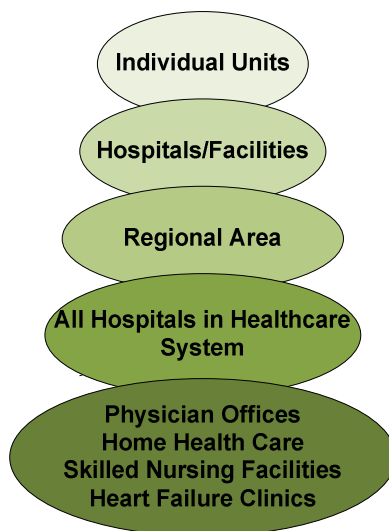 Individual Units
Hospitals/Facilities
Regional Area
All Hospitals in Healthcare
System
Physician Offices
Home Health Care
Skilled Nursing Facilities
Heart Failure Clinics